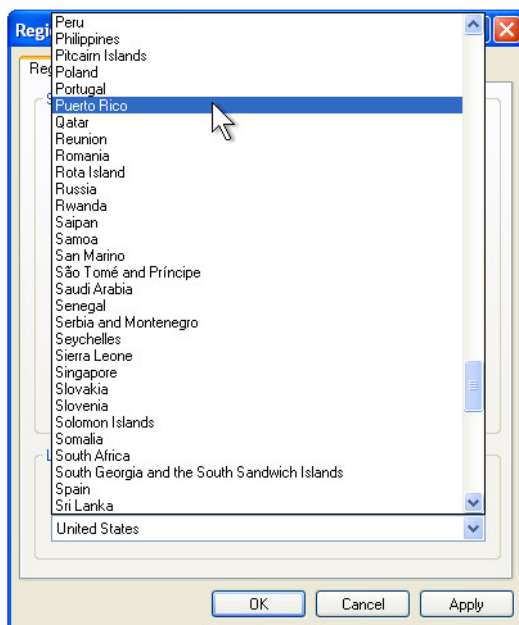 Regi
Peru
Philippines
Pitcairn Islands
Poland
Portugal
Puerto Rico
Qatar
Reunion
Romania
Rota Island
Russia
Rwanda
Saipan
Samoa
San Marino
São Tomé and Príncipe
Saudi Arabia
Senegal
Serbia and Montenegro
Seychelles
Sierra Leone
Singapore
Slovakia
Slovenia
Solomon Islands
Somalia
South Africa
South Georgia and the South Sandwich Islands
Spain
Sri Lanka
United States
OK Cancel Apply